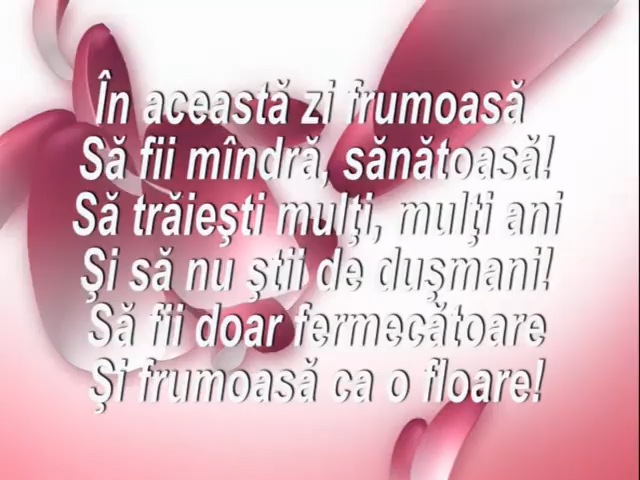 În această zi frumoasă
Să fii mîndră, sănătoasă!
Să trăieşti mulţi, mulţi ani
Şi să nu ştii de duşmani!
Să fii doar fermecătoare
Şi frumoasă ca o floare!